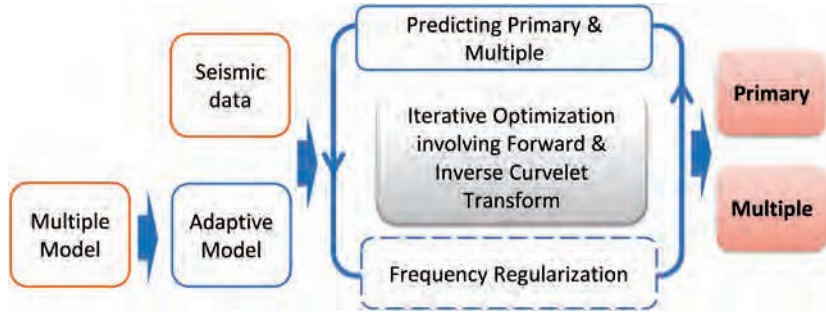 Seismic
data
Multiple
Model
Adaptive
Model
Predicting Primary &
Multiple
Iterative Optimization
involving Forward &
Inverse Curvelet
Transform
Frequency Regularization
Primary
Multiple